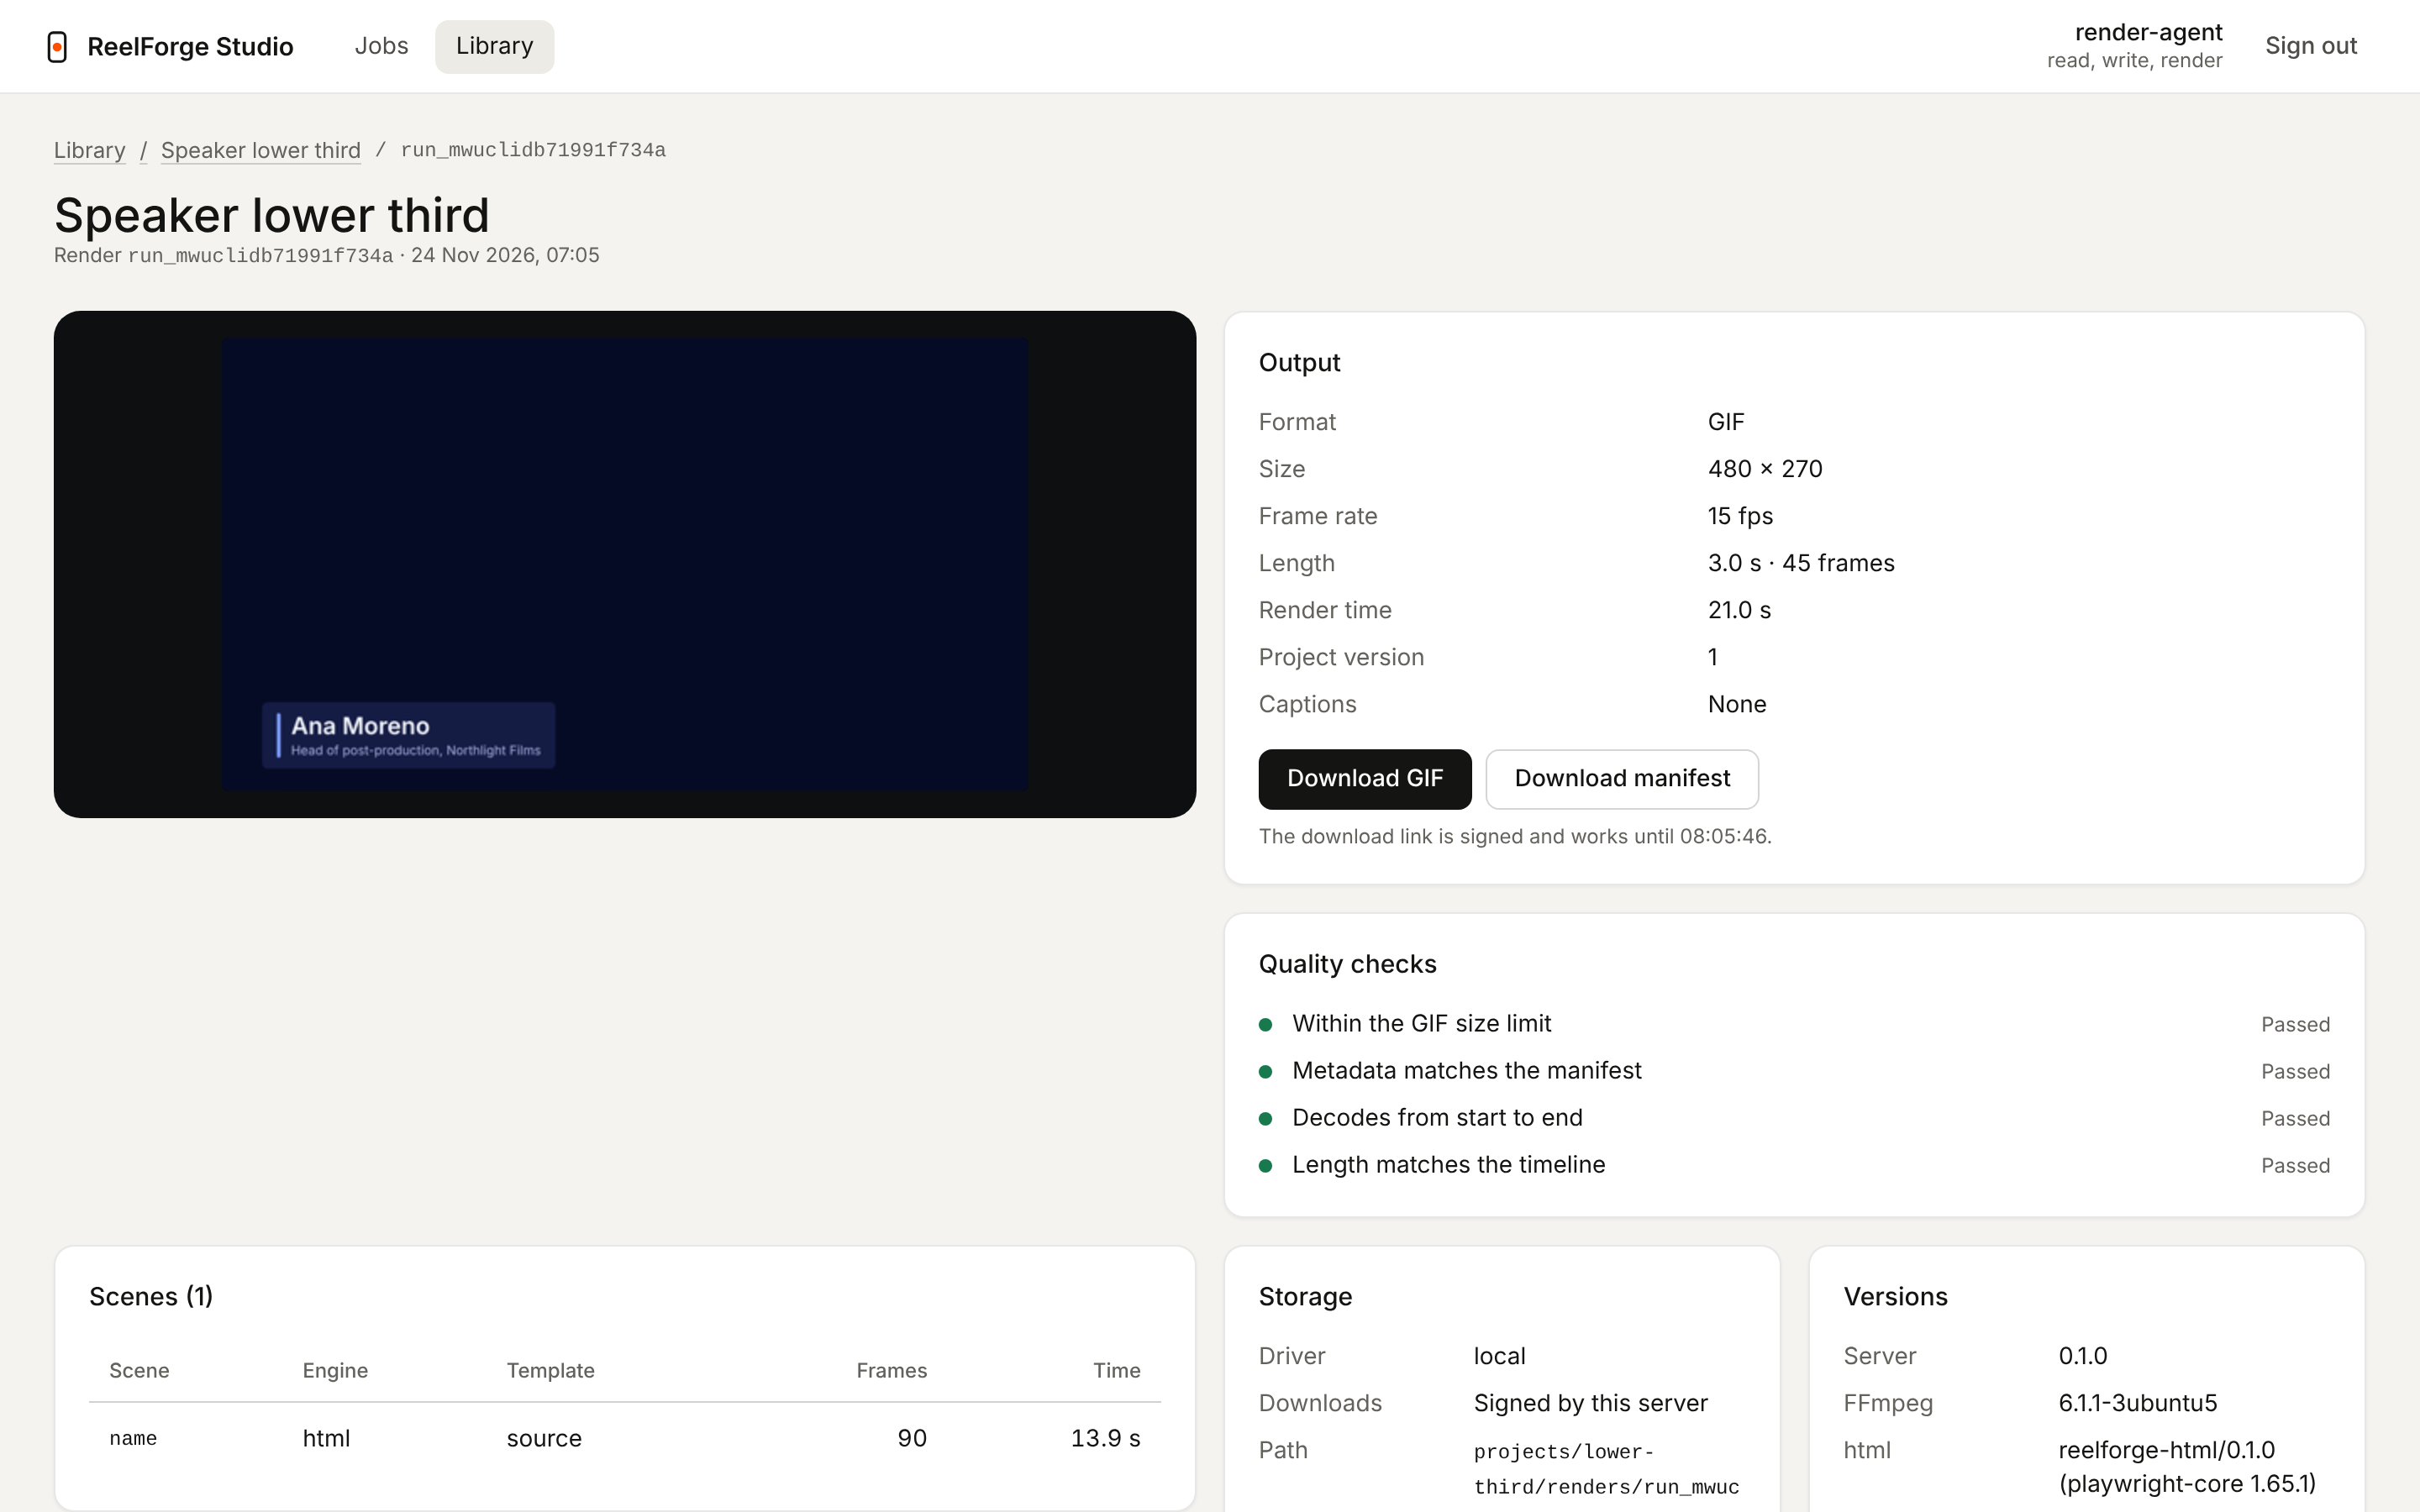 ReelForge Studio
Jobs
Library
render-agent
read, write, render
Sign out
Library / Speaker lower third / run_mwuclidb71991f734a
Speaker lower third
Render run_mwuclidb71991f734a · 24 Nov 2026, 07:05
Ana Moreno
Head of post-production, Northlight Films
Output
Format GIF
Size 480 × 270
Frame rate 15 fps
Length 3.0 s · 45 frames
Render time 21.0 s
Project version 1
Captions None
Download GIF
Download manifest
The download link is signed and works until 08:05:46.
Quality checks
Within the GIF size limit Passed
Metadata matches the manifest Passed
Decodes from start to end Passed
Length matches the timeline Passed
Scenes (1)
Scene Engine Template Frames Time
name html source 90 13.9 s
Storage
Driver local
Downloads Signed by this server
Path projects/lower-
third/renders/run_mwuc
Versions
Server 0.1.0
FFmpeg 6.1.1-3ubuntu5
html reelforge-html/0.1.0
(playwright-core 1.65.1)